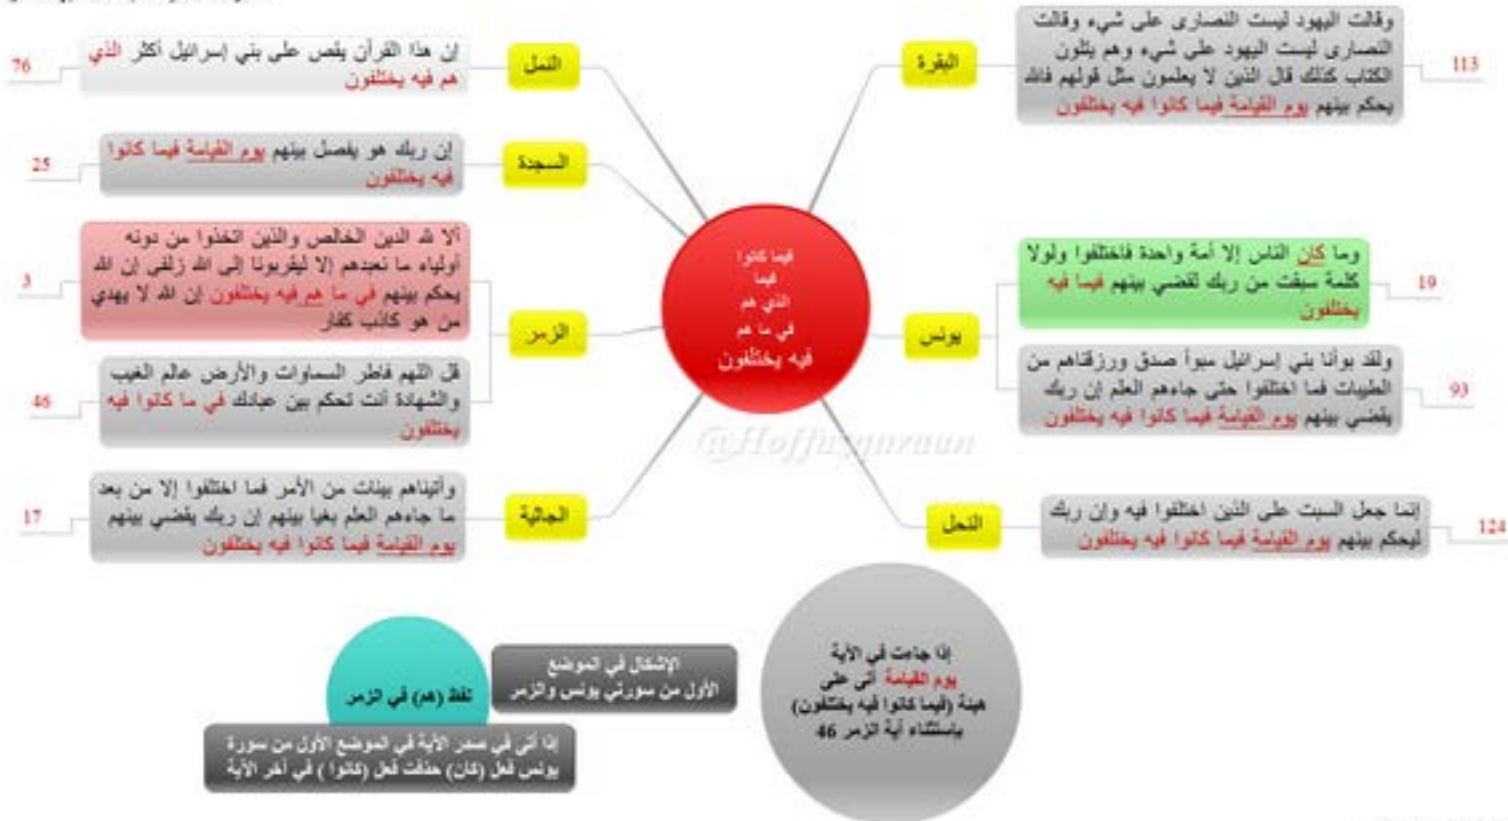 البقرة
وقالت اليهود ليست النصارى على شيء وقالت
النصارى ليست اليهود على شيء وهم يتلون
الكتاب كذلك قال الذين لا يعلمون مثل قولهم فالله
يحكم بينهم يوم القيامة فيما كانوا فيه يختلفون
113
يونس
وما كان الناس إلا أمة واحدة فاختلفوا ولولا
كلمة سبقت من ربك لقضي بينهم فيما فيه
يختلفون
19
ولقد بوأنا بني إسرائيل مبوأ صدق ورزقناهم من
الطيبات فما اختلفوا حتى جاءهم العلم إن ربك
يقضي بينهم يوم القيامة فيما كانوا فيه يختلفون
93
النحل
إنما جعل السبت على الذين اختلفوا فيه وإن ربك
ليحكم بينهم يوم القيامة فيما كانوا فيه يختلفون
124
فيما كانوا
فيما
الذي هم
في ما هم
فيه يختلفون
النمل
إن هذا القرآن يقص على بني إسرائيل أكثر الذي
هم فيه يختلفون
76
السجدة
إن ربك هو يفصل بينهم يوم القيامة فيما كانوا
فيه يختلفون
25
الزمر
ألا لله الدين الخالص والذين اتخذوا من دونه
أولياء ما نعبدهم إلا ليقربونا إلى الله زلفى إن الله
يحكم بينهم في ما هم فيه يختلفون إن الله لا يهدي
من هو كاذب كفار
3
قل اللهم فاطر السماوات والأرض عالم الغيب
والشهادة أنت تحكم بين عبادك في ما كانوا فيه
يختلفون
46
الجاثية
وآتيناهم بينات من الأمر فما اختلفوا إلا من بعد
ما جاءهم العلم بغيا بينهم إن ربك يقضي بينهم
يوم القيامة فيما كانوا فيه يختلفون
17
إذا جاءت في الآية
يوم القيامة أتى على
هيئة (فيما كانوا فيه يختلفون)
باستثناء آية الزمر 46
الإشكال في الموضع
الأول من سورتي يونس والزمر
لفظ (هم) في الزمر
إذا أتى في صدر الآية في الموضع الأول من سورة
يونس فعل (كان) حذفت فعل (كانوا ) في آخر الآية